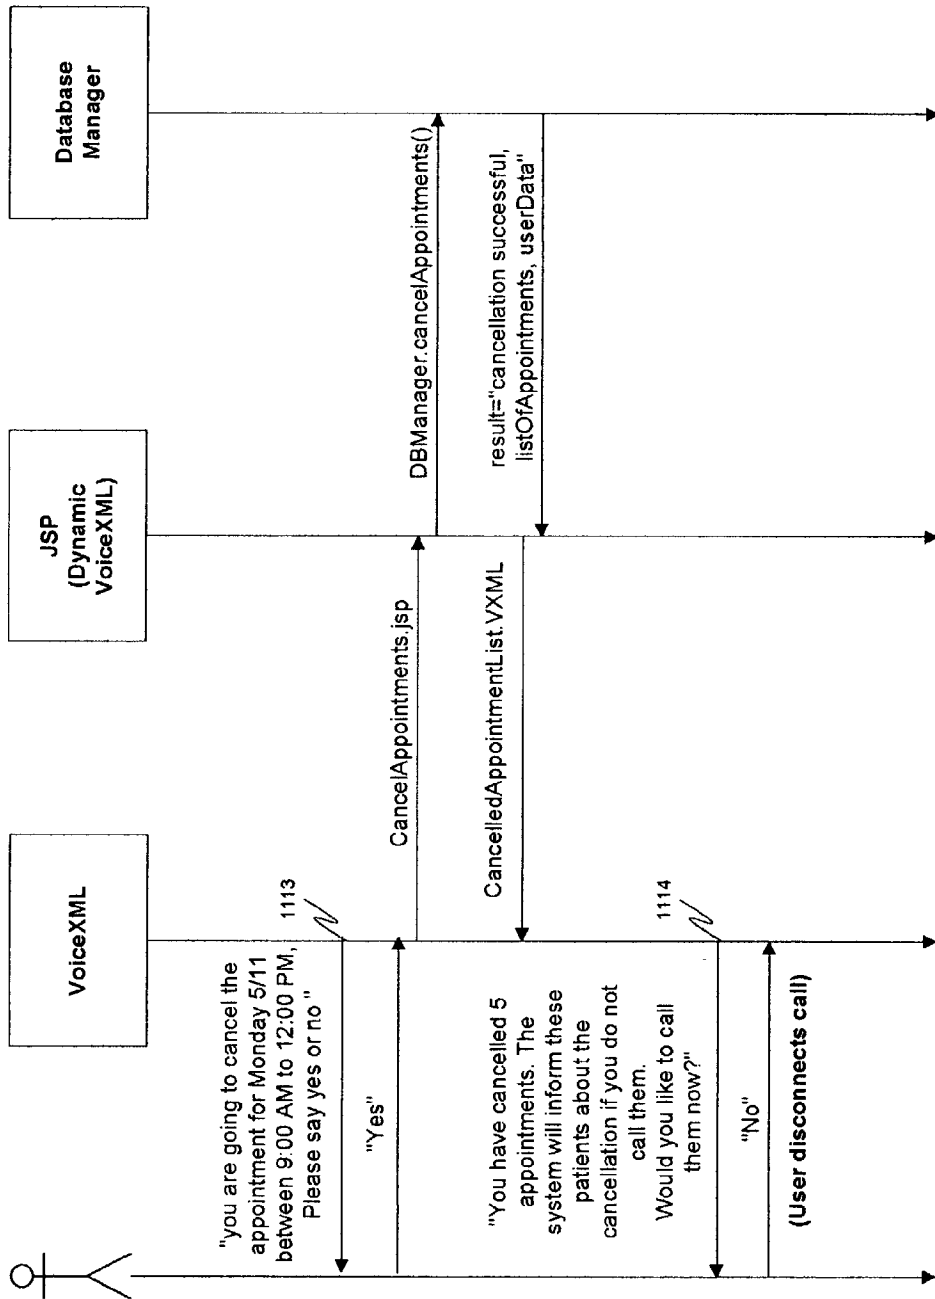 VoiceXML
JSP
(Dynamic
VoiceXML)
Database
Manager
"you are going to cancel the
appointment for Monday 5/11
between 9:00 AM to 12:00 PM,
Please say yes or no "
1113
"Yes"
CancelAppointments.jsp
DBManager.cancelAppointments()
result="cancellation successful,
listOfAppointments, userData"
CancelledAppointmentList.VXML
"You have cancelled 5
appointments. The
system will inform these
patients about the
cancellation if you do not
call them.
Would you like to call
them now?"
1114
"No"
(User disconnects call)